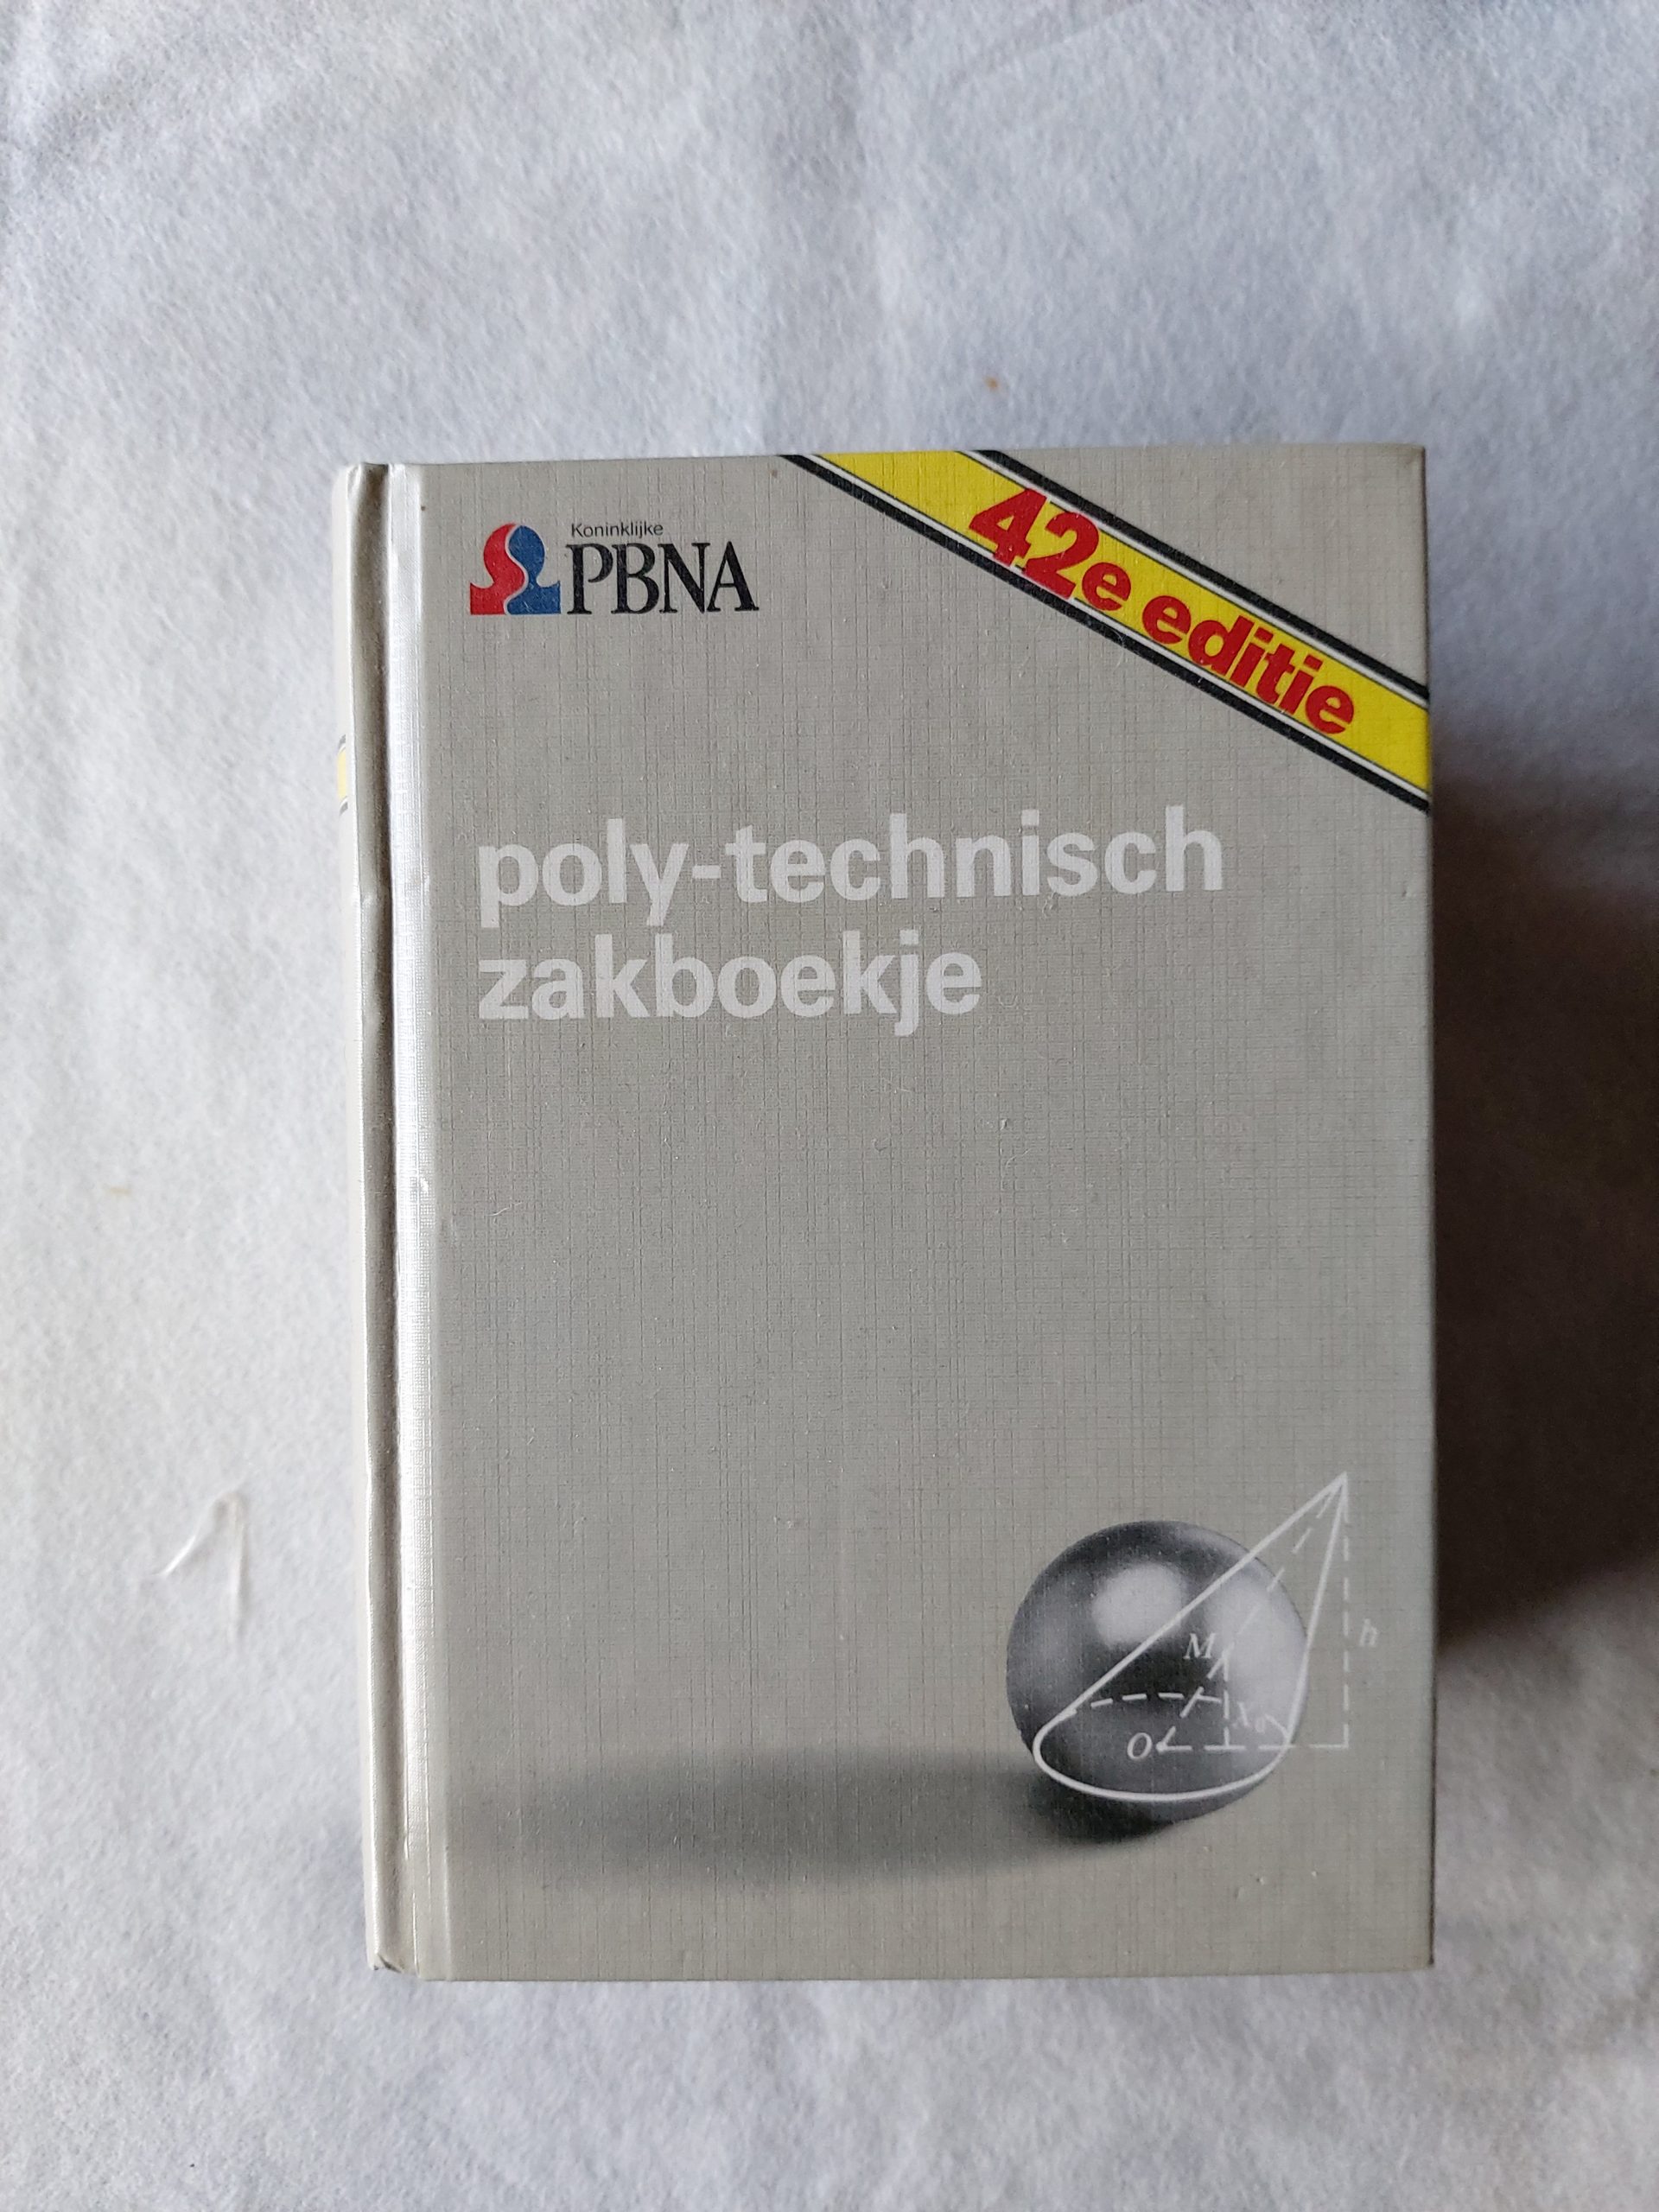 Koninklijke
PBNA
42e editie
poly-technisch
zakboekje
M
h
X₀
O